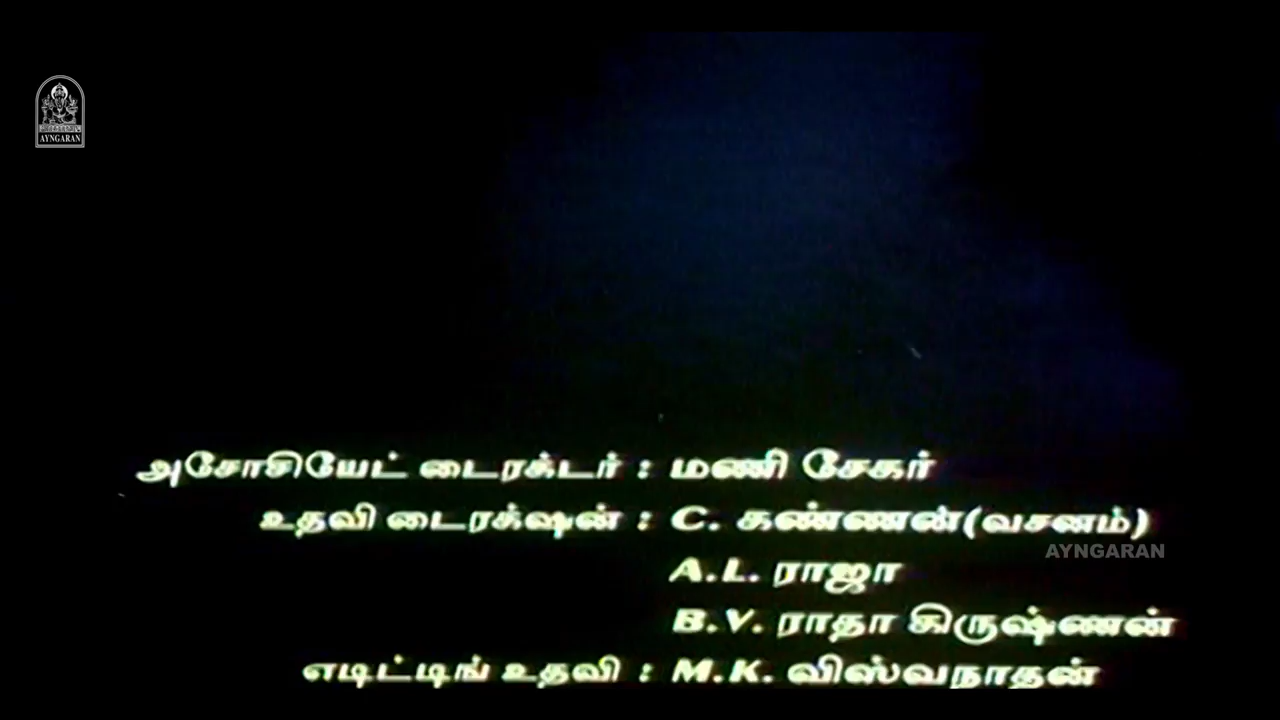 AYNGARAN
அசோசியேட் டைரக்டர் : மணி சேகர்
உதவி டைரக்‌ஷன் : C. கண்ணன்(வசனம்)
AYNGARAN
A.L. ராஜா
B.V. ராதா கிருஷ்ணன்
எடிட்டிங் உதவி : M.K. விஸ்வநாதன்